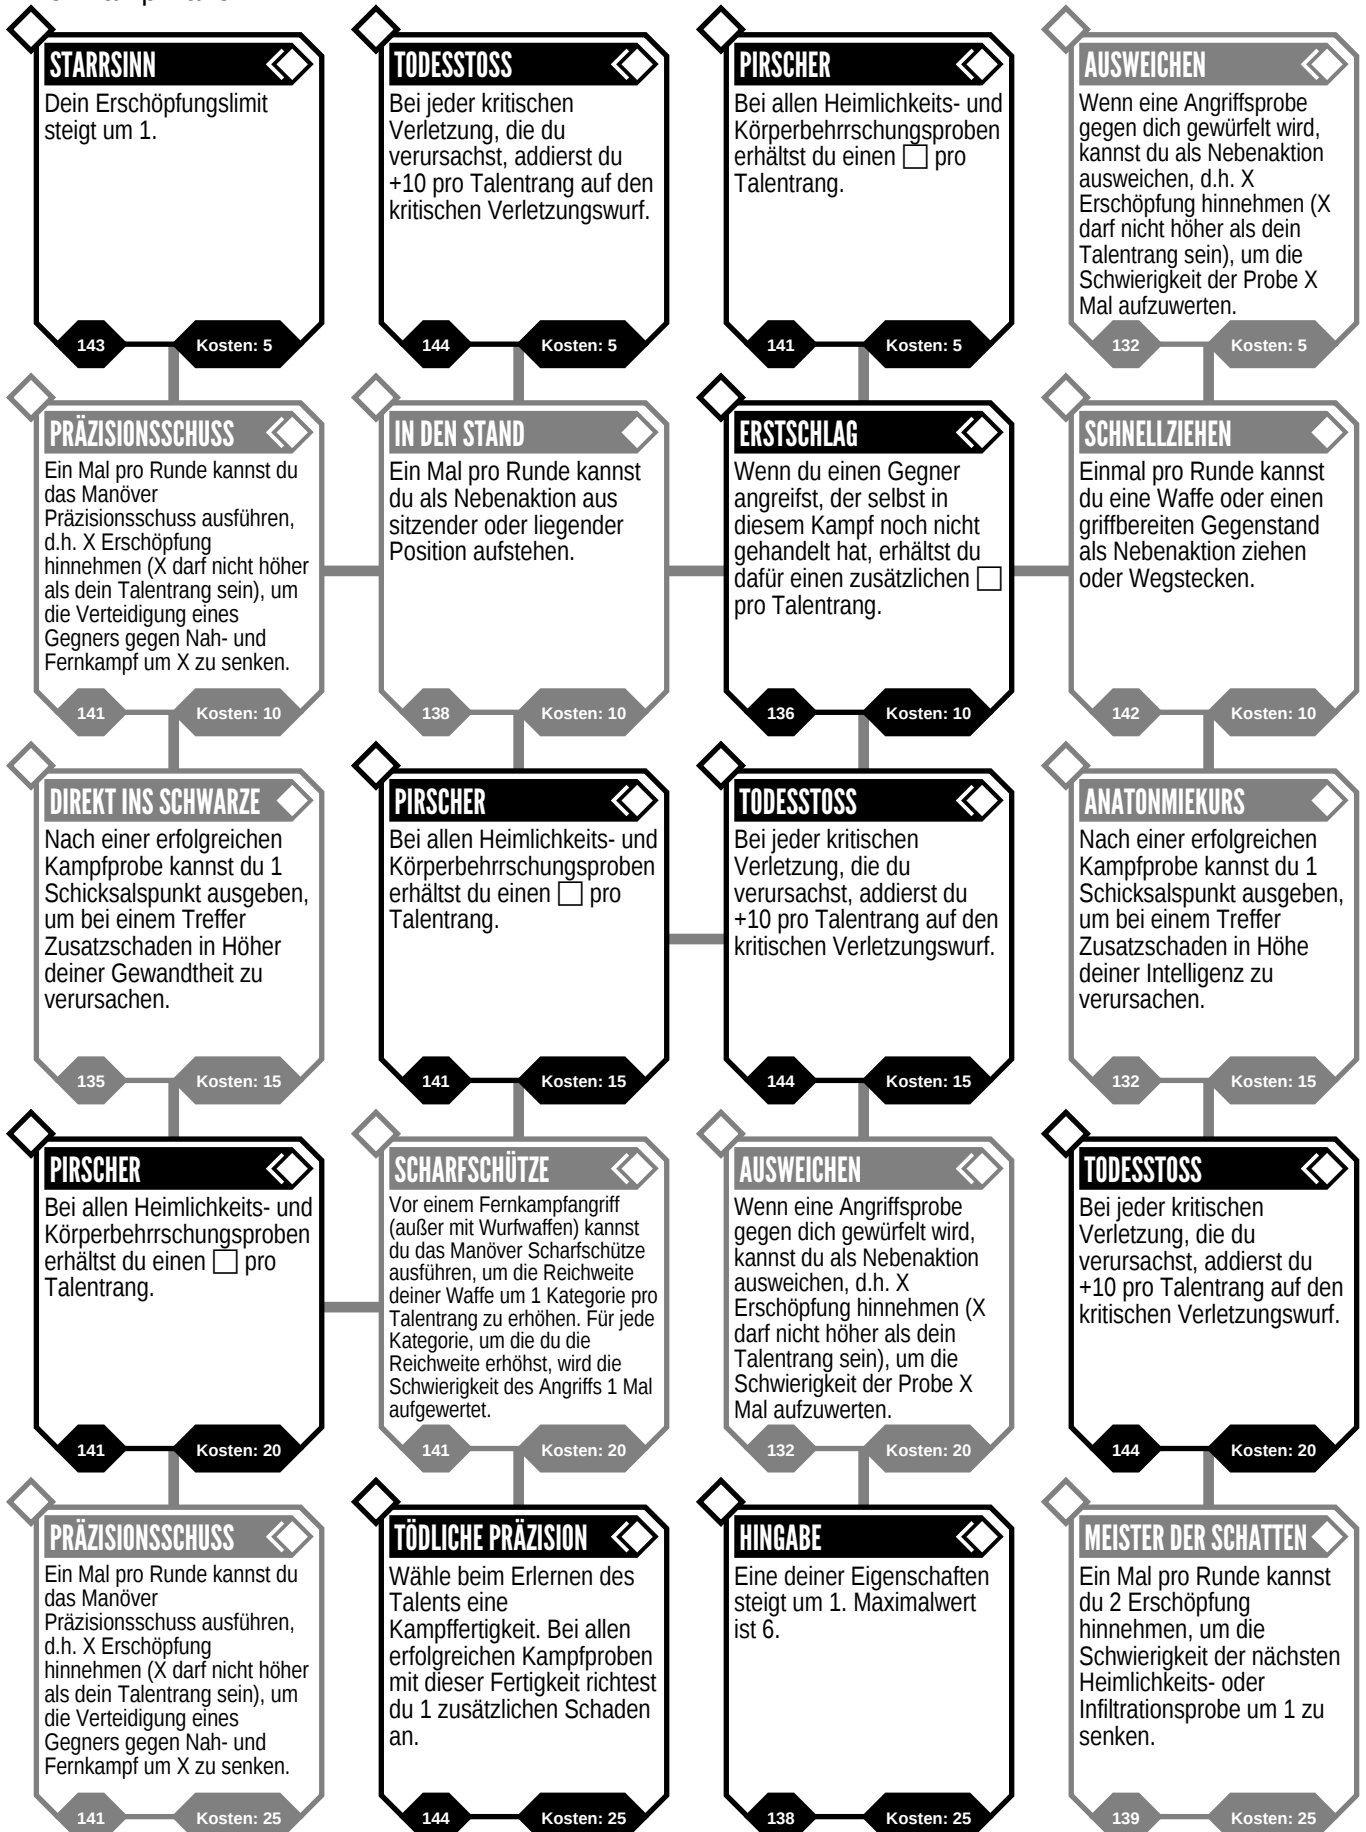 STARRSINN
Dein Erschöpfungslimit
steigt um 1.
143
Kosten: 5
TODESSTOSS
Bei jeder kritischen
Verletzung, die du
verursachst, addierst du
+10 pro Talentrang auf den
kritischen Verletzungswurf.
144
Kosten: 5
PIRSCHER
Bei allen Heimlichkeits- und
Körperbehrrschungsproben
erhältst du einen □ pro
Talentrang.
141
Kosten: 5
AUSWEICHEN
Wenn eine Angriffsprobe
gegen dich gewürfelt wird,
kannst du als Nebenaktion
ausweichen, d.h. X
Erschöpfung hinnehmen (X
darf nicht höher als dein
Talentrang sein), um die
Schwierigkeit der Probe X
Mal aufzuwerten.
132
Kosten: 5
PRÄZISIONSSCHUSS
Ein Mal pro Runde kannst du
das Manöver
Präzisionsschuss ausführen,
d.h. X Erschöpfung
hinnehmen (X darf nicht höher
als dein Talentrang sein), um
die Verteidigung eines
Gegners gegen Nah- und
Fernkampf um X zu senken.
141
Kosten: 10
IN DEN STAND
Ein Mal pro Runde kannst
du als Nebenaktion aus
sitzender oder liegender
Position aufstehen.
138
Kosten: 10
ERSTSCHLAG
Wenn du einen Gegner
angreifst, der selbst in
diesem Kampf noch nicht
gehandelt hat, erhältst du
dafür einen zusätzlichen □
pro Talentrang.
136
Kosten: 10
SCHNELLZIEHEN
Einmal pro Runde kannst
du eine Waffe oder einen
griffbereiten Gegenstand
als Nebenaktion ziehen
oder Wegstecken.
142
Kosten: 10
DIREKT INS SCHWARZE
Nach einer erfolgreichen
Kampfprobe kannst du 1
Schicksalspunkt ausgeben,
um bei einem Treffer
Zusatzschaden in Höher
deiner Gewandtheit zu
verursachen.
135
Kosten: 15
PIRSCHER
Bei allen Heimlichkeits- und
Körperbehrrschungsproben
erhältst du einen □ pro
Talentrang.
141
Kosten: 15
TODESSTOSS
Bei jeder kritischen
Verletzung, die du
verursachst, addierst du
+10 pro Talentrang auf den
kritischen Verletzungswurf.
144
Kosten: 15
ANATONMIEKURS
Nach einer erfolgreichen
Kampfprobe kannst du 1
Schicksalspunkt ausgeben,
um bei einem Treffer
Zusatzschaden in Höhe
deiner Intelligenz zu
verursachen.
132
Kosten: 15
PIRSCHER
Bei allen Heimlichkeits- und
Körperbehrrschungsproben
erhältst du einen □ pro
Talentrang.
141
Kosten: 20
SCHARFSCHÜTZE
Vor einem Fernkampfangriff
(außer mit Wurfwaffen) kannst
du das Manöver Scharfschütze
ausführen, um die Reichweite
deiner Waffe um 1 Kategorie pro
Talentrang zu erhöhen. Für jede
Kategorie, um die du die
Reichweite erhöhst, wird die
Schwierigkeit des Angriffs 1 Mal
aufgewertet.
141
Kosten: 20
AUSWEICHEN
Wenn eine Angriffsprobe
gegen dich gewürfelt wird,
kannst du als Nebenaktion
ausweichen, d.h. X
Erschöpfung hinnehmen (X
darf nicht höher als dein
Talentrang sein), um die
Schwierigkeit der Probe X
Mal aufzuwerten.
132
Kosten: 20
TODESSTOSS
Bei jeder kritischen
Verletzung, die du
verursachst, addierst du
+10 pro Talentrang auf den
kritischen Verletzungswurf.
144
Kosten: 20
PRÄZISIONSSCHUSS
Ein Mal pro Runde kannst du
das Manöver
Präzisionsschuss ausführen,
d.h. X Erschöpfung
hinnehmen (X darf nicht höher
als dein Talentrang sein), um
die Verteidigung eines
Gegners gegen Nah- und
Fernkampf um X zu senken.
141
Kosten: 25
TÖDLICHE PRÄZISION
Wähle beim Erlernen des
Talents eine
Kampffertigkeit. Bei allen
erfolgreichen Kampfproben
mit dieser Fertigkeit richtest
du 1 zusätzlichen Schaden
an.
144
Kosten: 25
HINGABE
Eine deiner Eigenschaften
steigt um 1. Maximalwert
ist 6.
138
Kosten: 25
MEISTER DER SCHATTEN
Ein Mal pro Runde kannst
du 2 Erschöpfung
hinnehmen, um die
Schwierigkeit der nächsten
Heimlichkeits- oder
Infiltrationsprobe um 1 zu
senken.
139
Kosten: 25